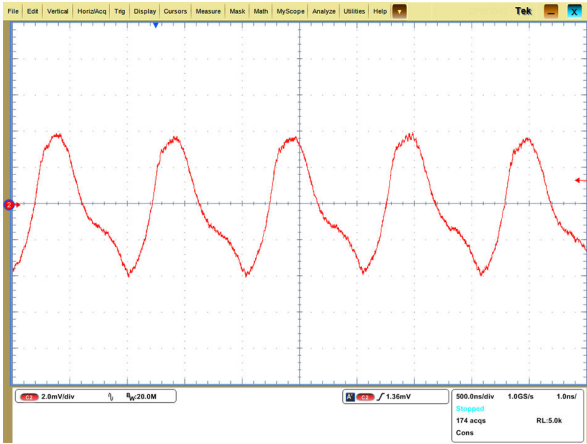 File Edit Vertical Horiz/Acq Trig Display Cursors Measure Mask Math MyScope Analyze Utilities Help Tek X
2
C2 2.0mV/div BW:20.0M
A' C2 1.36mV
500.0ns/div 1.0GS/s 1.0ns/
Stopped
174 acqs RL:5.0k
Cons